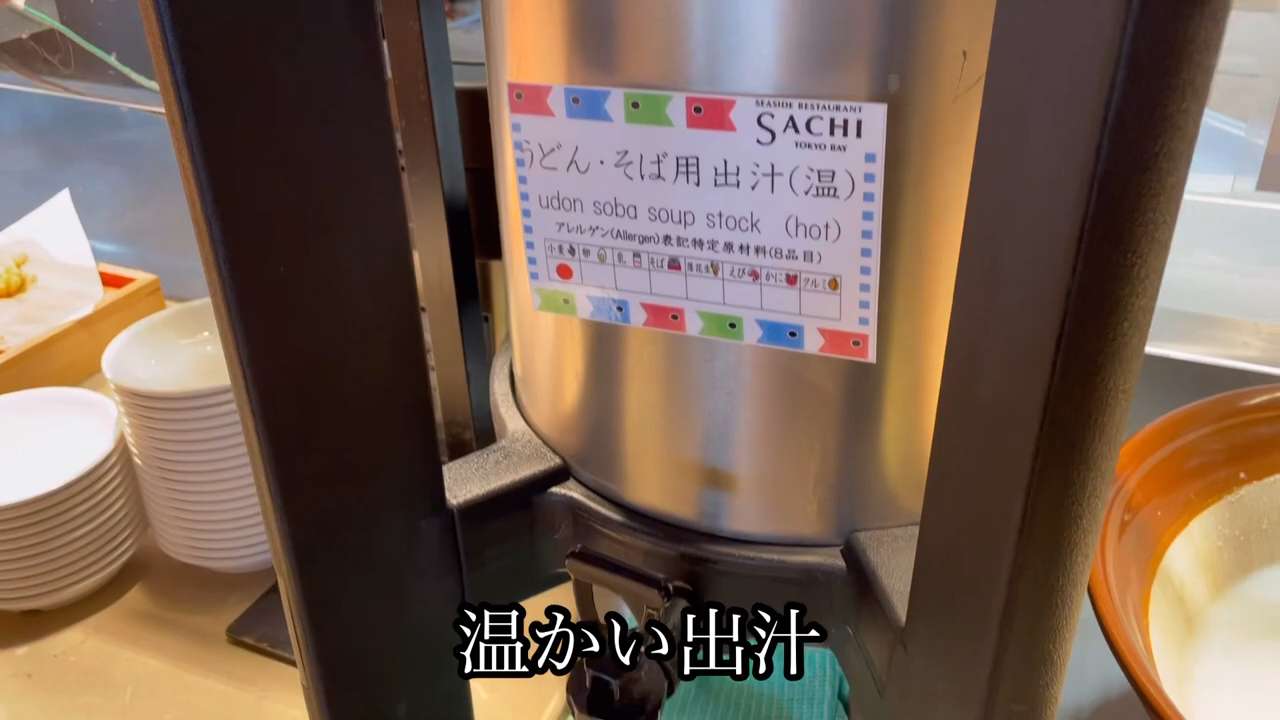 SEASIDE RESTAURANT
SACHI
TOKYO BAY
うどん・そば用出汁(温)
udon soba soup stock (hot)
アレルゲン(Allergen)表記特定原材料(8品目)
小麦 卵 乳 そば 落花生 えび かに クルミ
温かい出汁